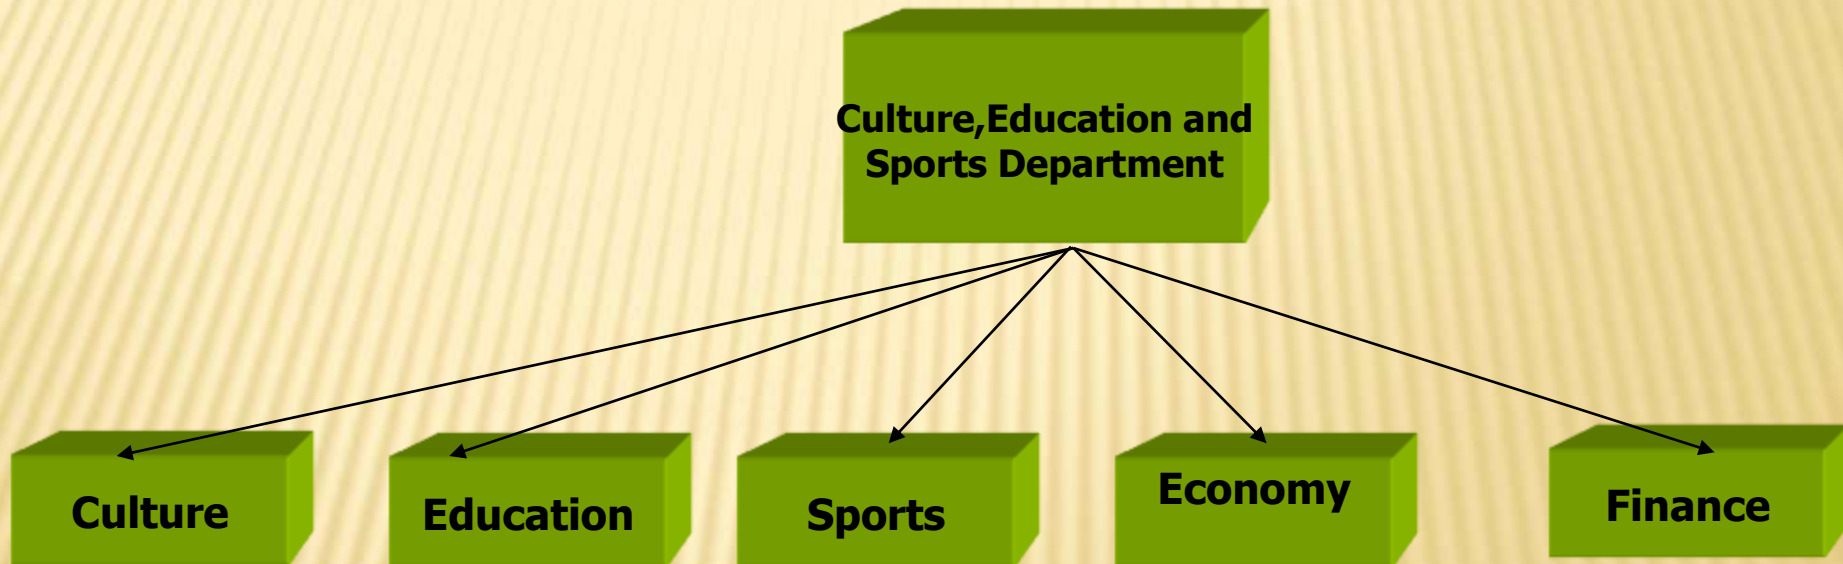 Culture,Education and
Sports Department
Culture
Education
Sports
Economy
Finance